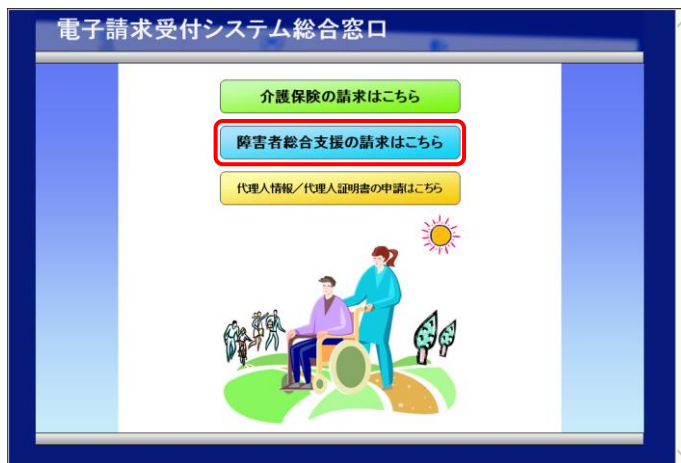 電子請求受付システム総合窓口
介護保険の請求はこちら
障害者総合支援の請求はこちら
代理人情報／代理人証明書の申請はこちら